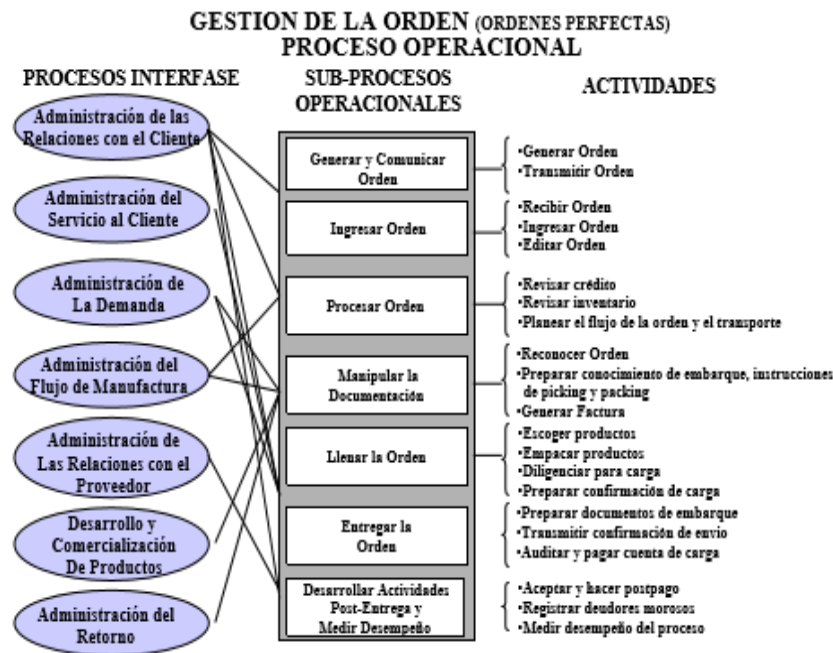 GESTION DE LA ORDEN (ORDENES PERFECTAS)
PROCESO OPERACIONAL
PROCESOS INTERFASE
Administración de las
Relaciones con el Cliente
Administración del
Servicio al Cliente
Administración de
La Demanda
Administración del
Flujo de Manufactura
Administración de
Las Relaciones con el
Proveedor
Desarrollo y
Comercialización
De Productos
Administración del
Retorno
SUB-PROCESOS
OPERACIONALES
Generar y Comunicar
Orden
Ingresar Orden
Procesar Orden
Manipular la
Documentación
Llenar la Orden
Entregar la
Orden
Desarrollar Actividades
Post-Entrega y
Medir Desempeño
ACTIVIDADES
•Generar Orden
•Transmitir Orden
•Recibir Orden
•Ingresar Orden
•Editar Orden
•Revisar crédito
•Revisar inventario
•Planear el flujo de la orden y el transporte
•Reconocer Orden
•Preparar conocimiento de embarque, instrucciones
de picking y packing
•Generar Factura
•Escoger productos
•Empacar productos
•Diligenciar para carga
•Preparar confirmación de carga
•Preparar documentos de embarque
•Transmitir confirmación de envio
•Auditar y pagar cuenta de carga
•Aceptar y hacer postpago
•Registrar deudores morosos
•Medir desempeño del proceso